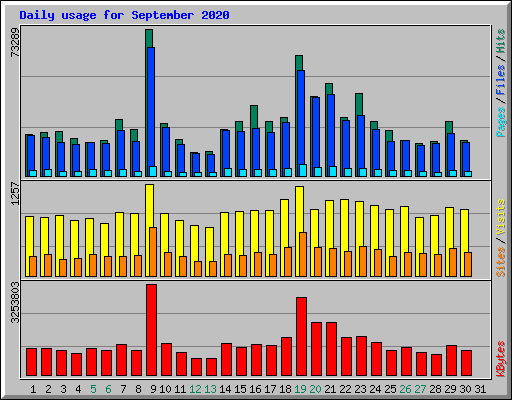 Daily usage for September 2020
73289
Pages / Files / Hits
1257
Sites / Visits
3253803
KBytes
1 2 3 4 5 6 7 8 9 10 11 12 13 14 15 16 17 18 19 20 21 22 23 24 25 26 27 28 29 30 31